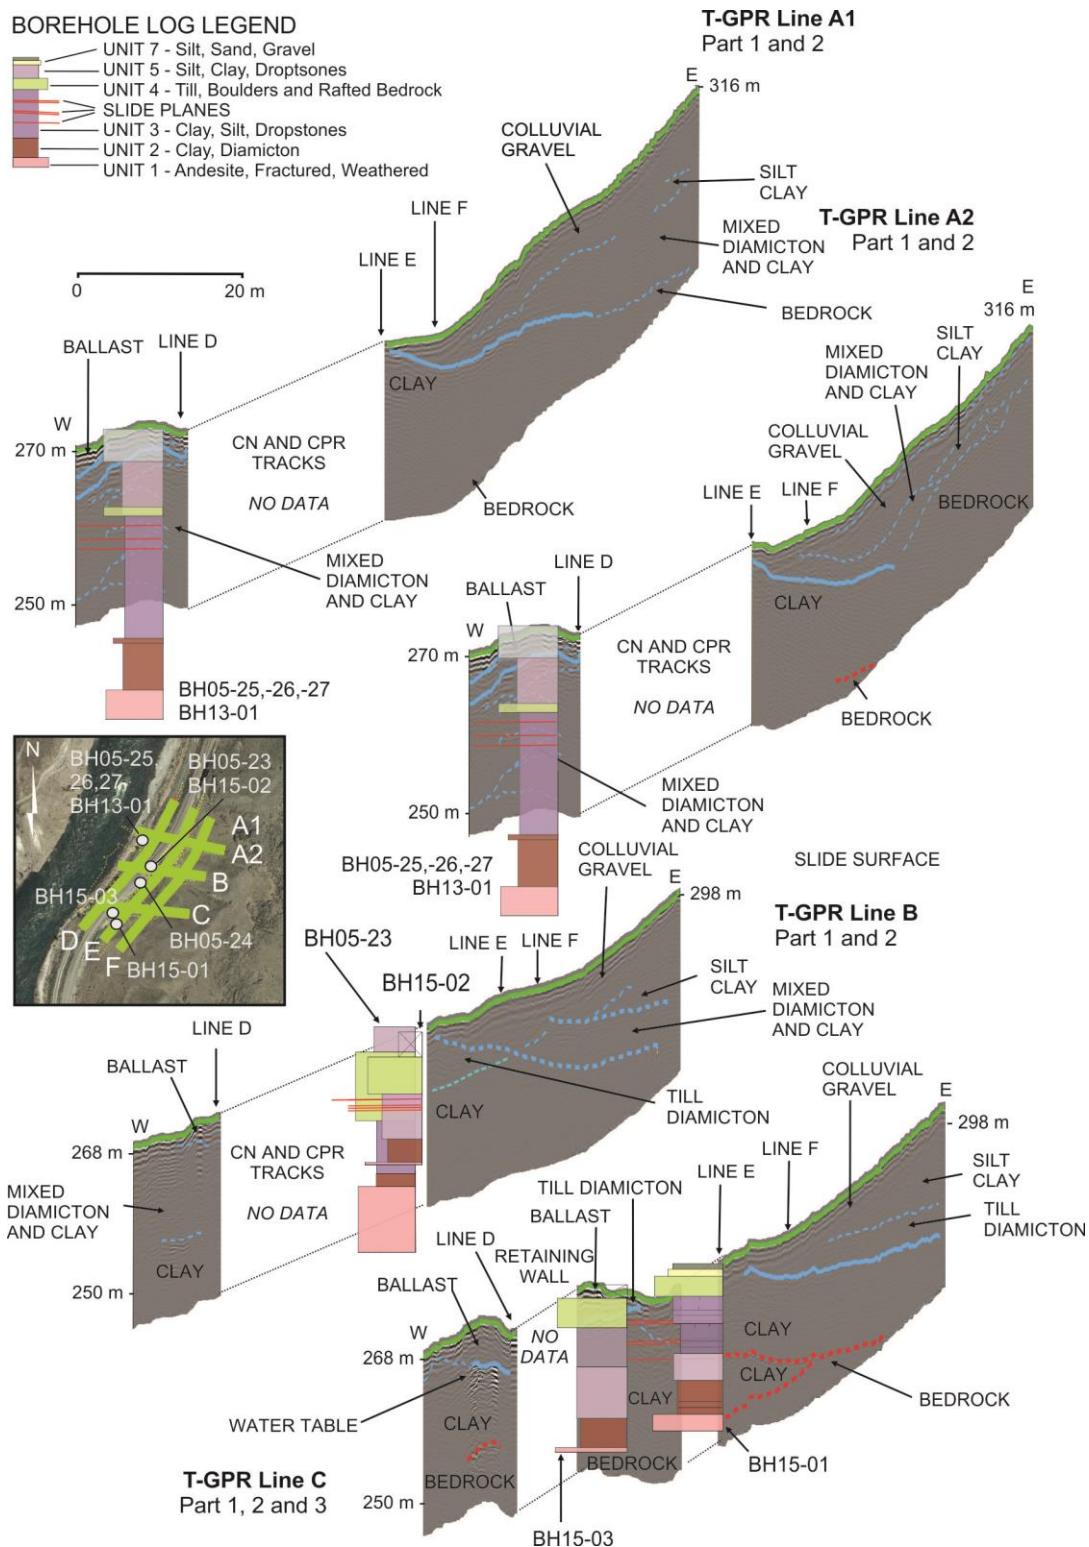 BOREHOLE LOG LEGEND
UNIT 7 - Silt, Sand, Gravel
UNIT 5 - Silt, Clay, Droptsones
UNIT 4 - Till, Boulders and Rafted Bedrock
SLIDE PLANES
UNIT 3 - Clay, Silt, Dropstones
UNIT 2 - Clay, Diamicton
UNIT 1 - Andesite, Fractured, Weathered
0
20 m
T-GPR Line A1
Part 1 and 2
E
316 m
COLLUVIAL
GRAVEL
SILT
CLAY
LINE F
LINE E
MIXED
DIAMICTON
AND CLAY
BEDROCK
CLAY
BEDROCK
BALLAST
LINE D
W
270 m
CN AND CPR
TRACKS
NO DATA
MIXED
DIAMICTON
AND CLAY
250 m
BH05-25,-26,-27
BH13-01
T-GPR Line A2
Part 1 and 2
E
316 m
SILT
CLAY
MIXED
DIAMICTON
AND CLAY
COLLUVIAL
GRAVEL
LINE E
LINE F
BEDROCK
CLAY
BEDROCK
LINE D
BALLAST
W
270 m
CN AND CPR
TRACKS
NO DATA
MIXED
DIAMICTON
AND CLAY
250 m
BH05-25,-26,-27
BH13-01
N
BH05-25,
26,27,
BH13-01
BH05-23
BH15-02
A1
A2
B
BH15-03
C
D
E
F
BH05-24
BH15-01
SLIDE SURFACE
T-GPR Line B
Part 1 and 2
COLLUVIAL
GRAVEL
E
298 m
BH05-23
LINE E
LINE F
BH15-02
SILT
CLAY
MIXED
DIAMICTON
AND CLAY
TILL
DIAMICTON
CLAY
LINE D
BALLAST
W
268 m
CN AND CPR
TRACKS
NO DATA
MIXED
DIAMICTON
AND CLAY
CLAY
250 m
COLLUVIAL
GRAVEL
E
298 m
LINE F
LINE E
SILT
CLAY
TILL
DIAMICTON
TILL DIAMICTON
BALLAST
RETAINING
WALL
LINE D
BALLAST
W
NO
DATA
268 m
WATER TABLE
CLAY
CLAY
CLAY
CLAY
BEDROCK
BEDROCK
BEDROCK
250 m
BH15-01
BH15-03
T-GPR Line C
Part 1, 2 and 3